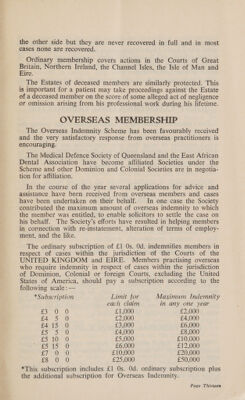 the other side but they are never recovered in full and in most
cases none are recovered.
Ordinary membership covers actions in the Courts of Great
Britain, Northern Ireland, the Channel Isles, the Isle of Man and
Eire.
The Estates of deceased members are similarly protected. This
is important for a patient may take proceedings against the Estate
of a deceased member on the score of some alleged act of negligence
or omission arising from his professional work during his lifetime.
OVERSEAS MEMBERSHIP
The Overseas Indemnity Scheme has been favourably received
and the very satisfactory response from overseas practitioners is
encouraging.
The Medical Defence Society of Queensland and the East African
Dental Association have become affiliated Societies under the
Scheme and other Dominion and Colonial Societies are in negotia-
tion for affiliation.
In the course of the year several applications for advice and
assistance have been received from overseas members and cases
have been undertaken on their behalf. In one case the Society
contributed the maximum amount of overseas indemnity to which
the member was entitled, to enable solicitors to settle the case on
his behalf. The Society's efforts have resulted in helping members
in connection with re-instatement, alteration of terms of employ-
ment, and the like.
The ordinary subscription of £1 0s. 0d. indemnifies members in
respect of cases within the jurisdiction of the Courts of the
UNITED KINGDOM and EIRE. Members practising overseas
who require indemnity in respect of cases within the jurisdiction
of Dominion, Colonial or foreign Courts, excluding the United
States of America, should pay a subscription according to the
following scale:—
*Subscription Limit for each claim Maximum Indemnity in any one year
£3 0 0 £1,000 £2,000
£4 5 0 £2,000 £4,000
£4 15 0 £3,000 £6,000
£5 5 0 £4,000 £8,000
£5 10 0 £5,000 £10,000
£5 15 0 £6,000 £12,000
£7 0 0 £10,000 £20,000
£8 0 0 £25,000 £50,000
*This subscription includes £1 0s. 0d. ordinary subscription plus
the additional subscription for Overseas Indemnity.
Page Thirteen